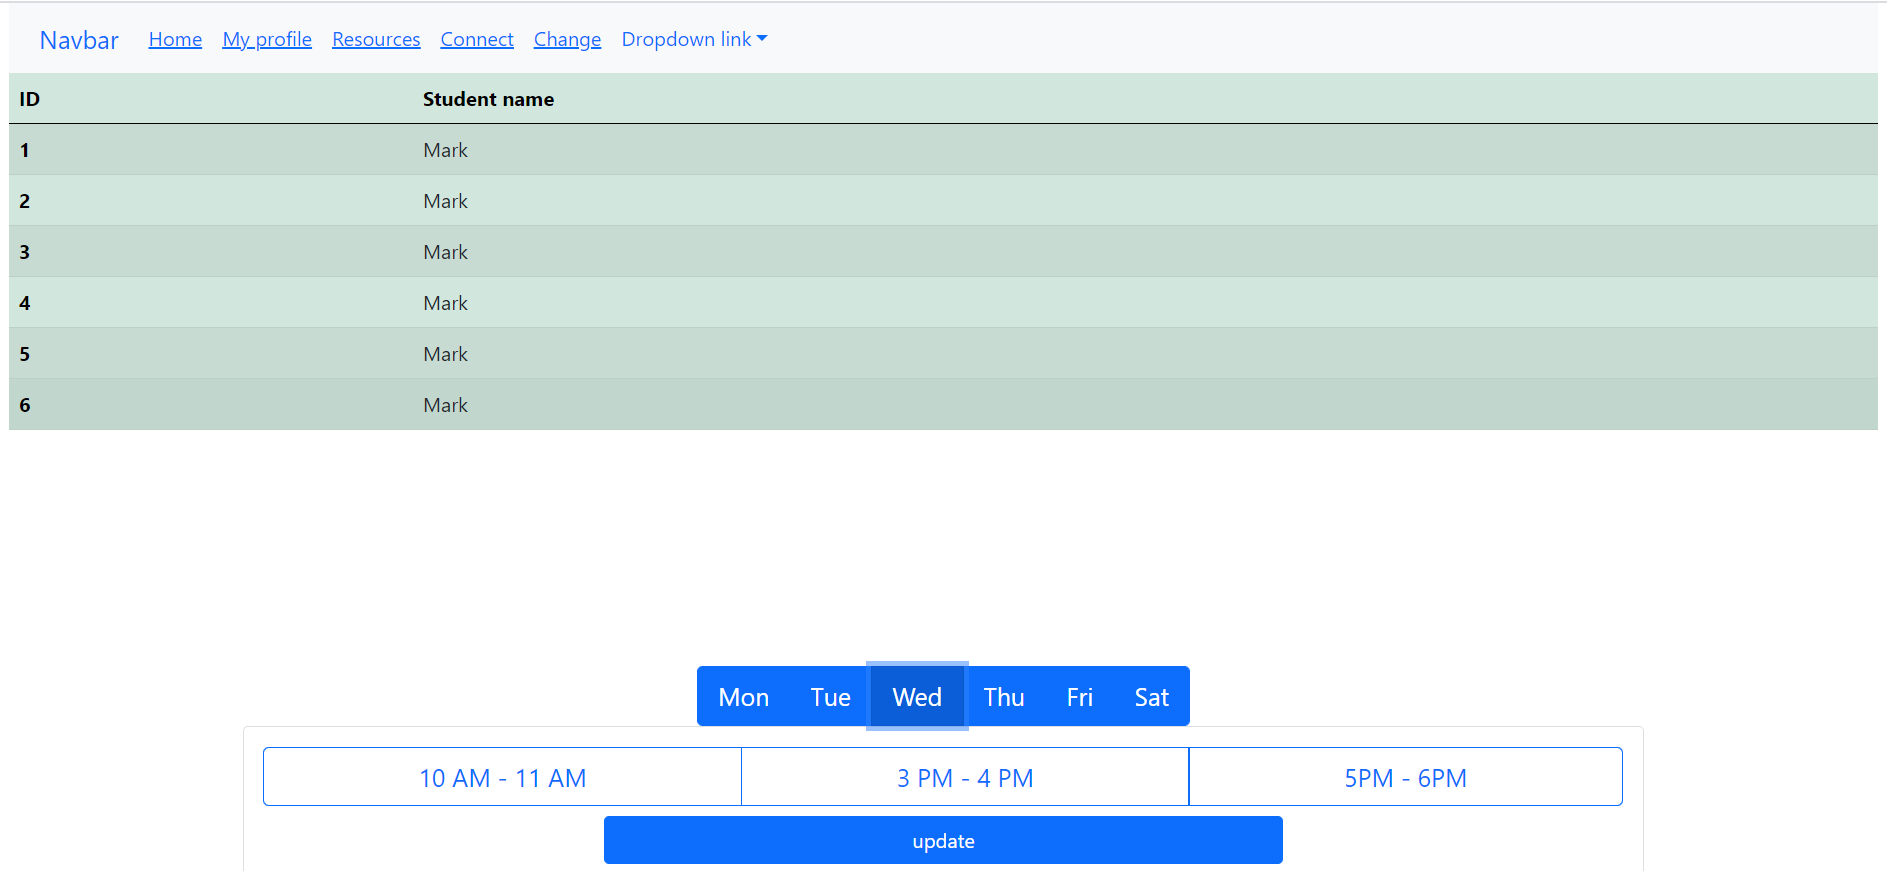 Navbar Home My profile Resources Connect Change Dropdown link
ID Student name
1 Mark
2 Mark
3 Mark
4 Mark
5 Mark
6 Mark
Mon Tue Wed Thu Fri Sat
10 AM - 11 AM 3 PM - 4 PM 5PM - 6PM
update